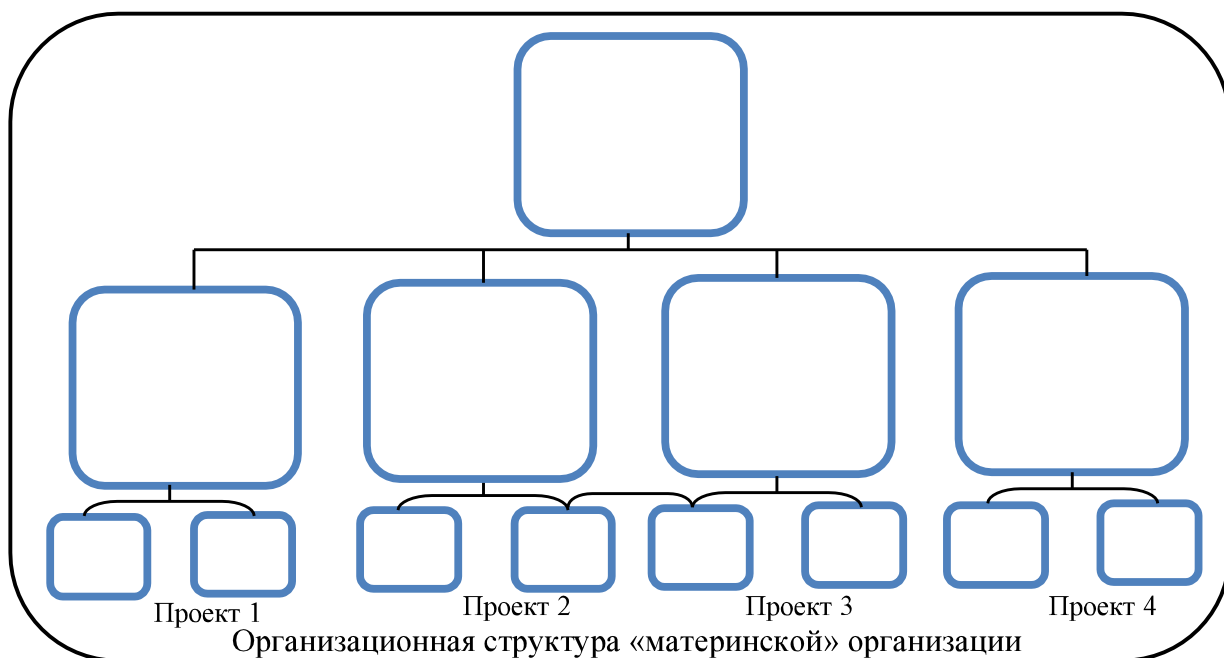 Проект 1
Проект 2
Проект 3
Проект 4
Организационная структура «материнской» организации